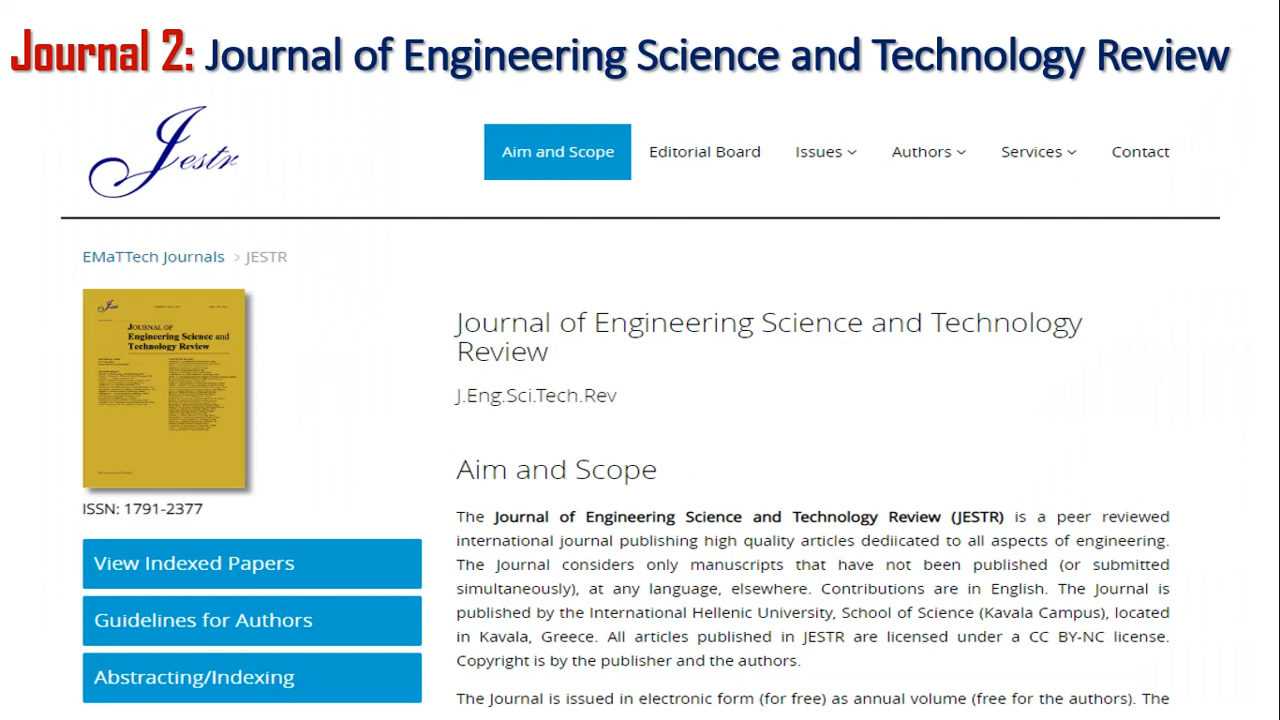 Journal 2: Journal of Engineering Science and Technology Review
Jestr
Aim and Scope
Editorial Board
Issues
Authors
Services
Contact
EMaTTech Journals > JESTR
JOURNAL OF
Engineering Science and
Technology Review
ISSN: 1791-2377
View Indexed Papers
Guidelines for Authors
Abstracting/Indexing
Journal of Engineering Science and Technology
Review
J.Eng.Sci.Tech.Rev
Aim and Scope
The Journal of Engineering Science and Technology Review (JESTR) is a peer reviewed
international journal publishing high quality articles dediicated to all aspects of engineering.
The Journal considers only manuscripts that have not been published (or submitted
simultaneously), at any language, elsewhere. Contributions are in English. The Journal is
published by the International Hellenic University, School of Science (Kavala Campus), located
in Kavala, Greece. All articles published in JESTR are licensed under a CC BY-NC license.
Copyright is by the publisher and the authors.
The Journal is issued in electronic form (for free) as annual volume (free for the authors). The